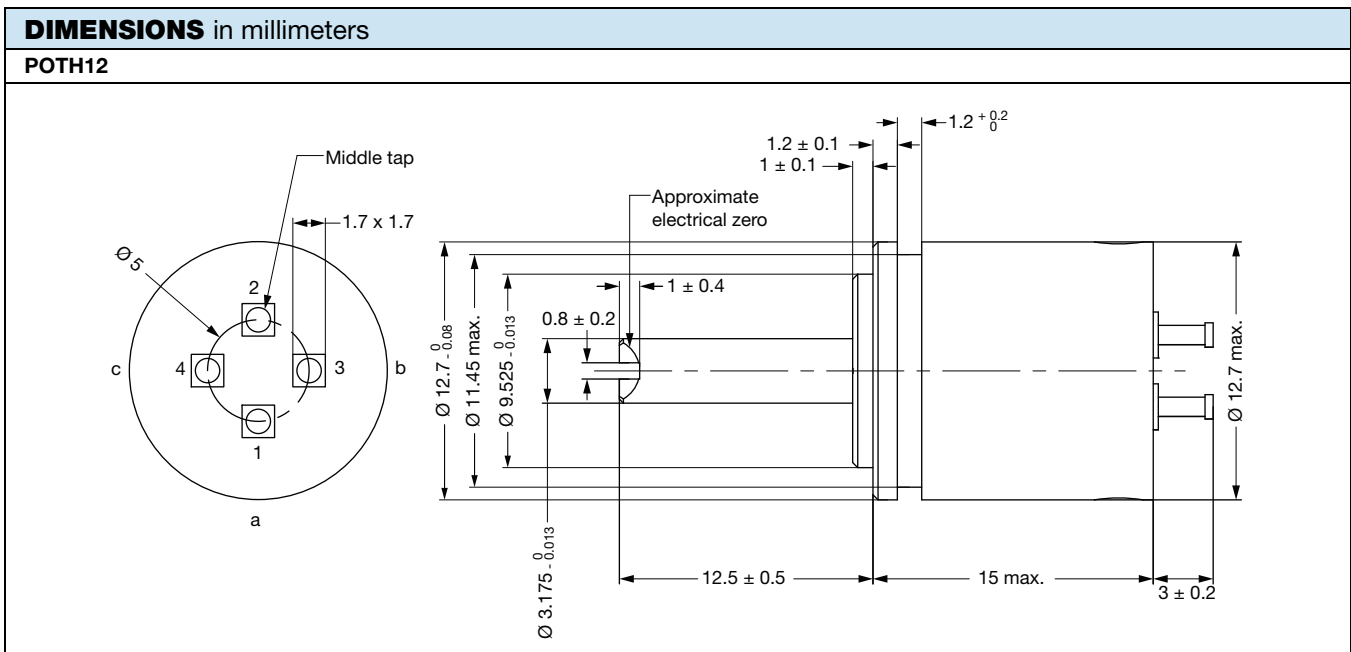 DIMENSIONS in millimeters
POTH12
Middle tap
1.7 x 1.7
Ø 5
2
c
4
3
b
1
a
1.2 + 0.2 0
1.2 ± 0.1
1 ± 0.1
Approximate
electrical zero
1 ± 0.4
0.8 ± 0.2
Ø 12.7 0 - 0.08
Ø 11.45 max.
Ø 9.525 0 - 0.013
Ø 3.175 0 - 0.013
Ø 12.7 max.
12.5 ± 0.5
15 max.
3 ± 0.2